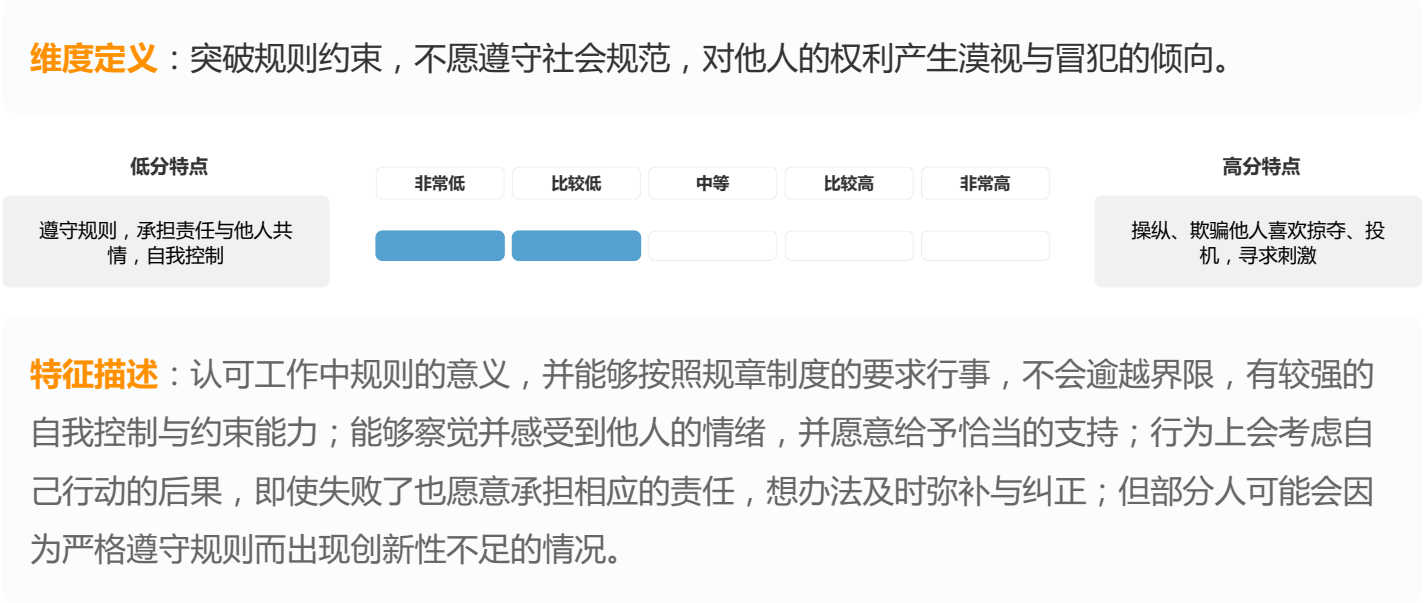 维度定义：突破规则约束，不愿遵守社会规范，对他人的权利产生漠视与冒犯的倾向。
低分特点
遵守规则，承担责任与他人共
情，自我控制
非常低 比较低 中等 比较高 非常高
高分特点
操纵、欺骗他人喜欢掠夺、投
机，寻求刺激
特征描述：认可工作中规则的意义，并能够按照规章制度的要求行事，不会逾越界限，有较强的
自我控制与约束能力；能够察觉并感受到他人的情绪，并愿意给予恰当的支持；行为上会考虑自
己行动的后果，即使失败了也愿意承担相应的责任，想办法及时弥补与纠正；但部分人可能会因
为严格遵守规则而出现创新性不足的情况。